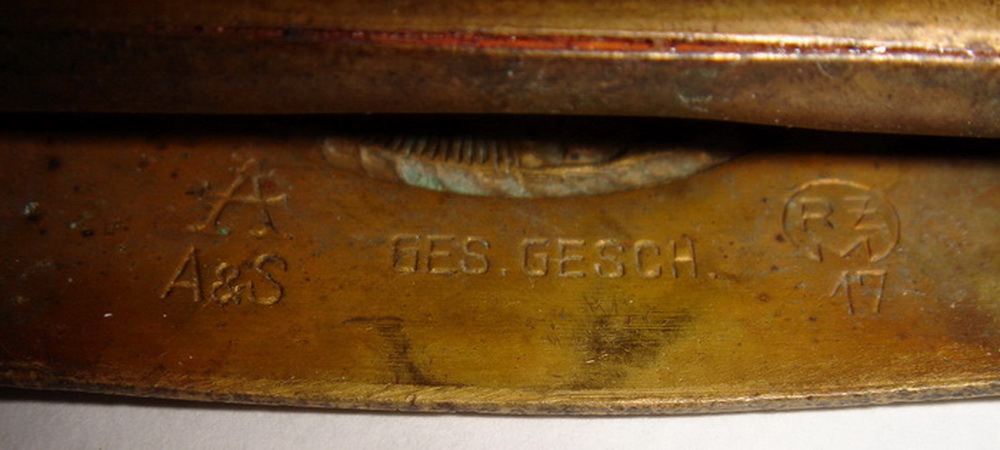 A
A&S
GES. GESCH.
RZM
17